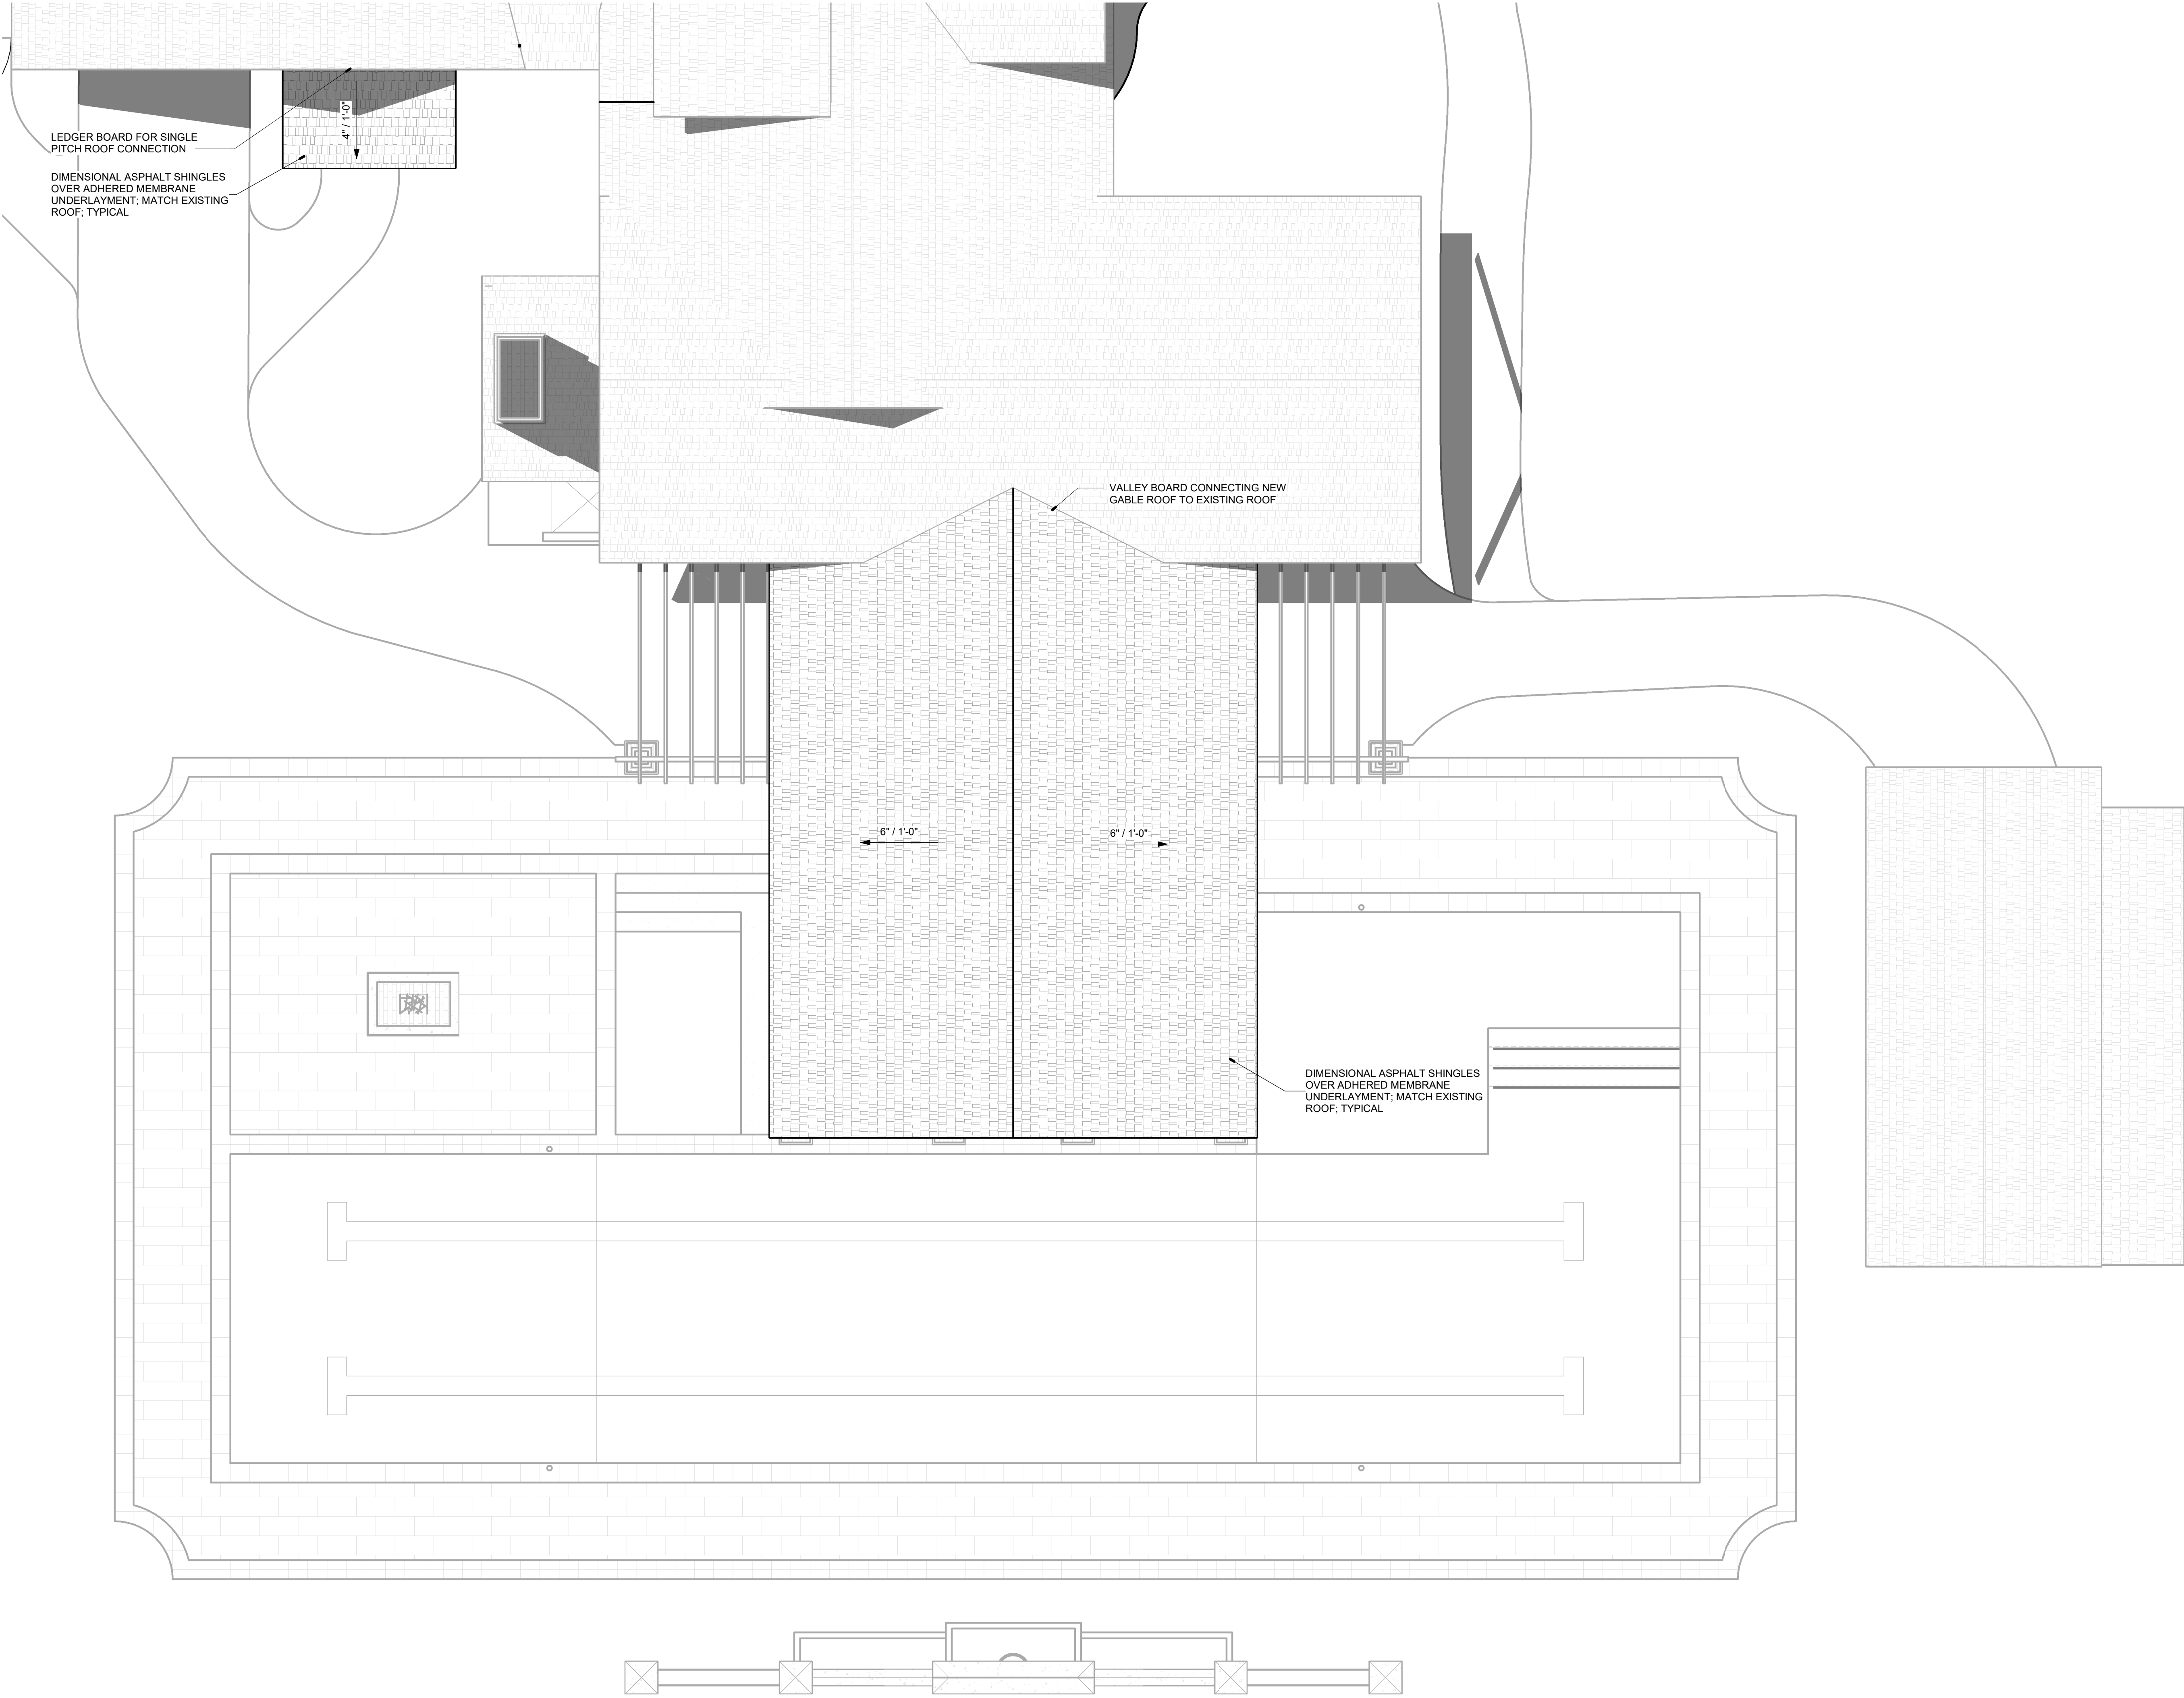 4" / 1'-0"
LEDGER BOARD FOR SINGLE
PITCH ROOF CONNECTION
DIMENSIONAL ASPHALT SHINGLES
OVER ADHERED MEMBRANE
UNDERLAYMENT; MATCH EXISTING
ROOF; TYPICAL
VALLEY BOARD CONNECTING NEW
GABLE ROOF TO EXISTING ROOF
6" / 1'-0"
6" / 1'-0"
DIMENSIONAL ASPHALT SHINGLES
OVER ADHERED MEMBRANE
UNDERLAYMENT; MATCH EXISTING
ROOF; TYPICAL